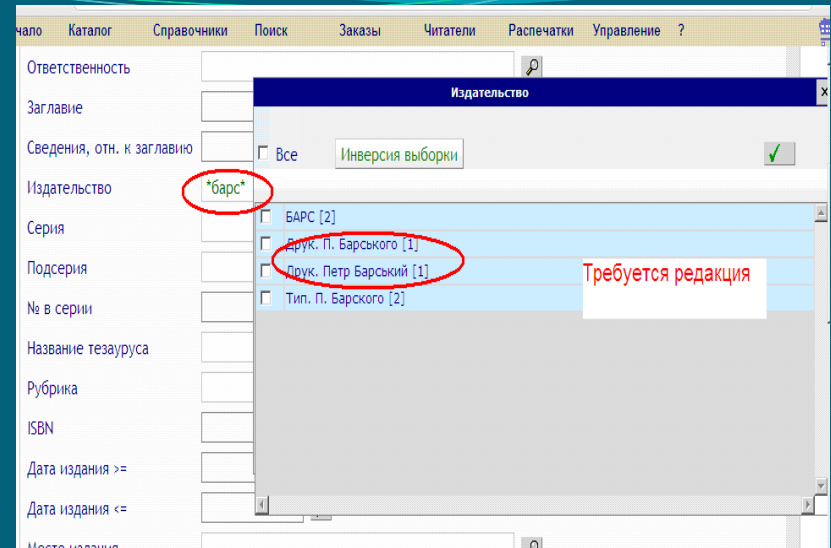 чало Каталог Справочники Поиск Заказы Читатели Распечатки Управление ?
Ответственность
Издательство
x
Заглавие
Сведения, отн. к заглавию
Все Инверсия выборки
Издательство *барс*
БАРС [2]
Серия
Друк. П. Барського [1]
Подсерия
Друк. Петр Барський [1]
Требуется редакция
№ в серии
Тип. П. Барского [2]
Название тезауруса
Рубрика
ISBN
Дата издания >=
Дата издания <=
Место издания